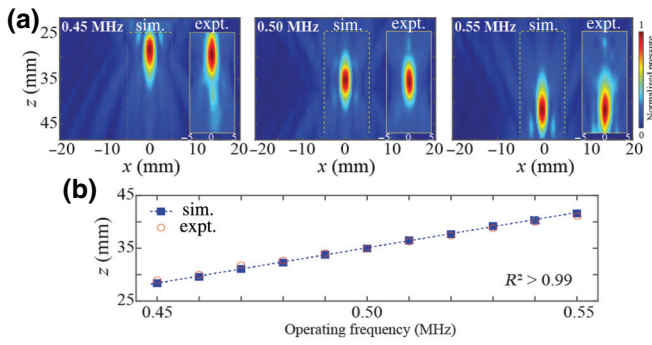 (a)
0.45 MHz sim. expt.
0.50 MHz sim. expt.
0.55 MHz sim. expt.
25
35
45
z (mm)
−5 0 5
−5 0 5
−5 0 5
−20 −10 0 10 20
−20 −10 0 10 20
−20 −10 0 10 20
x (mm)
x (mm)
x (mm)
1
0
Normalized pressure
(b)
45
35
25
z (mm)
sim.
expt.
R² > 0.99
0.45 0.50 0.55
Operating frequency (MHz)